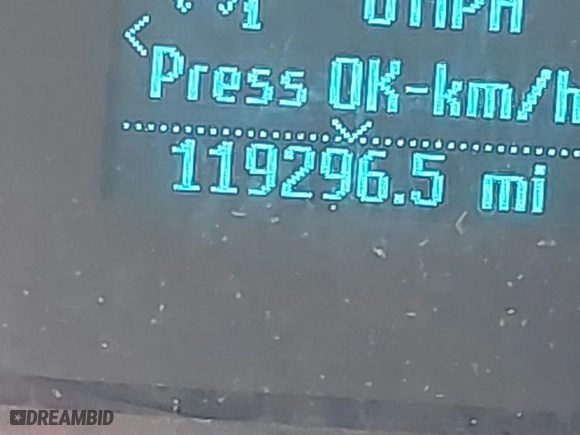 0MPH
Press OK-km/h
119296.5 mi
DREAMBID